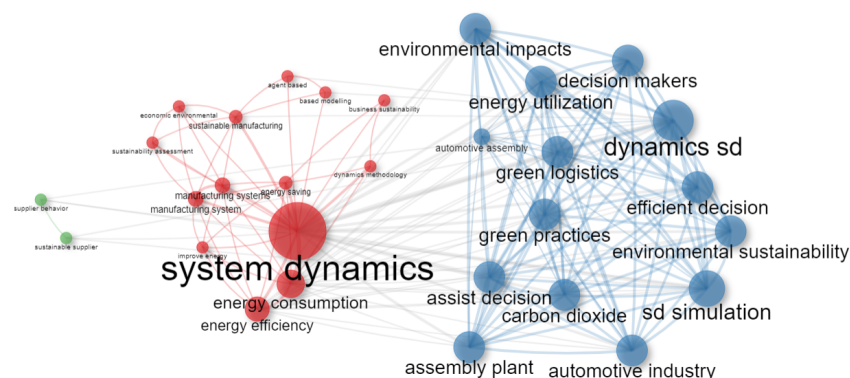 environmental impacts
decision makers
agent based
energy utilization
based modelling
business sustainability
economic environmental
sustainable manufacturing
automotive assembly
dynamics sd
sustainability assessment
dynamics methodology
green logistics
manufacturing systems
energy saving
supplier behavior
manufacturing system
efficient decision
green practices
sustainable supplier
improve energy
environmental sustainability
system dynamics
energy consumption
assist decision
carbon dioxide
sd simulation
energy efficiency
assembly plant
automotive industry